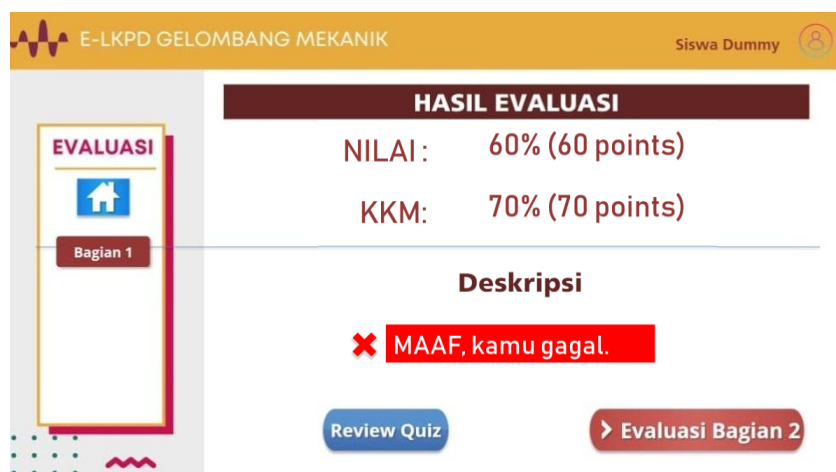 E-LKPD GELOMBANG MEKANIK
Siswa Dummy
EVALUASI
Bagian 1
HASIL EVALUASI
NILAI: 60% (60 points)
KKM: 70% (70 points)
Deskripsi
MAAF, kamu gagal.
Review Quiz
Evaluasi Bagian 2